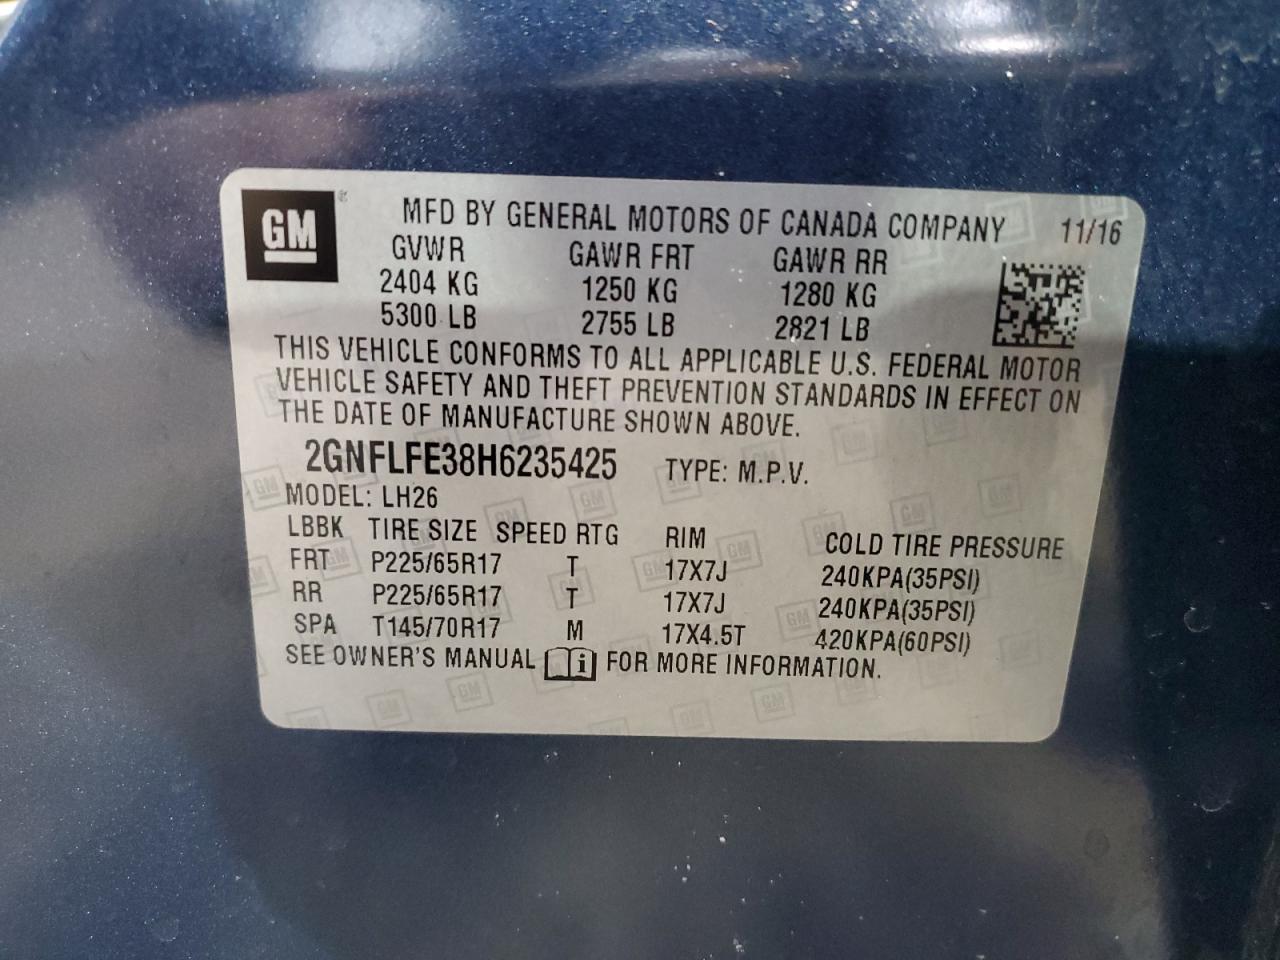 GM ® MFD BY GENERAL MOTORS OF CANADA COMPANY 11/16
GVWR GAWR FRT GAWR RR
2404 KG 1250 KG 1280 KG
5300 LB 2755 LB 2821 LB
THIS VEHICLE CONFORMS TO ALL APPLICABLE U.S. FEDERAL MOTOR
VEHICLE SAFETY AND THEFT PREVENTION STANDARDS IN EFFECT ON
THE DATE OF MANUFACTURE SHOWN ABOVE.
2GNFLFE38H6235425 TYPE: M.P.V.
MODEL: LH26
LBBK TIRE SIZE SPEED RTG RIM COLD TIRE PRESSURE
FRT P225/65R17 T 17X7J 240KPA(35PSI)
RR P225/65R17 T 17X7J 240KPA(35PSI)
SPA T145/70R17 M 17X4.5T 420KPA(60PSI)
SEE OWNER'S MANUAL i FOR MORE INFORMATION.